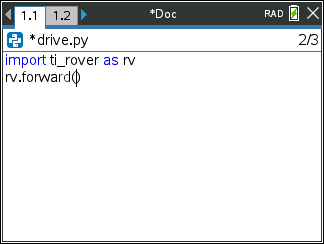 1.1 1.2 *Doc RAD
*drive.py 2/3
import ti_rover as rv
rv.forward()